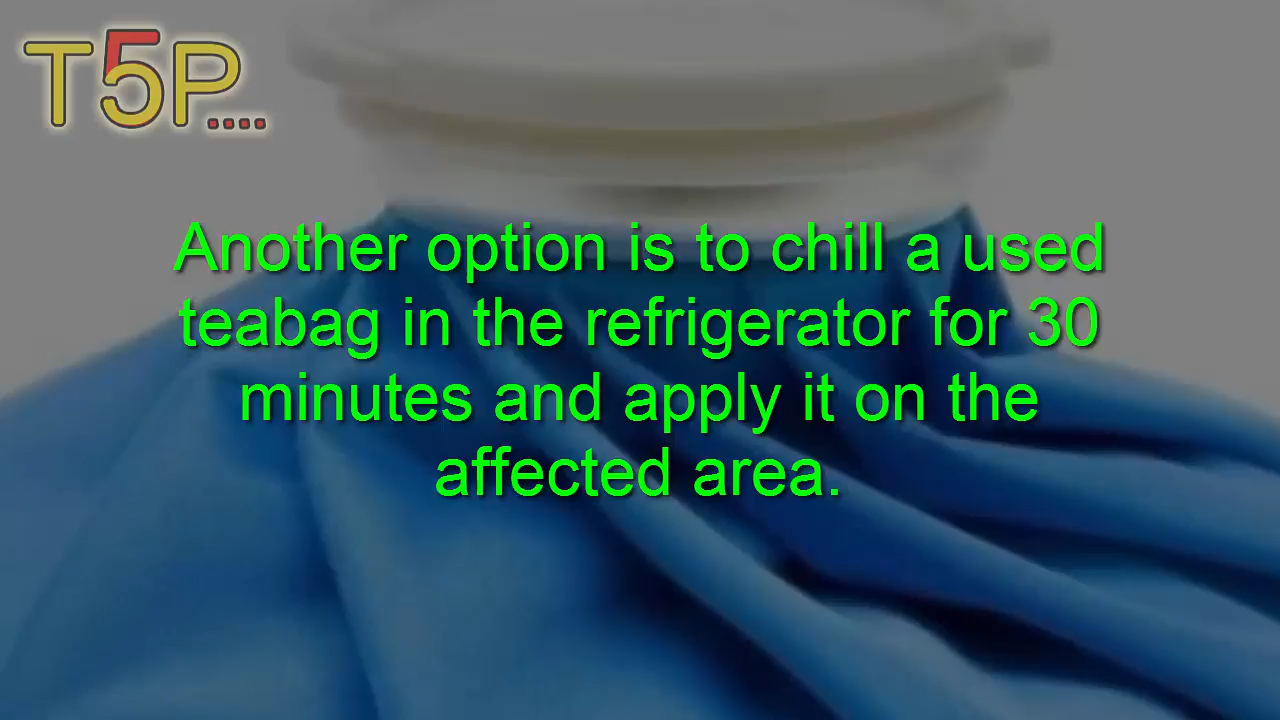 T5P....
Another option is to chill a used
teabag in the refrigerator for 30
minutes and apply it on the
affected area.